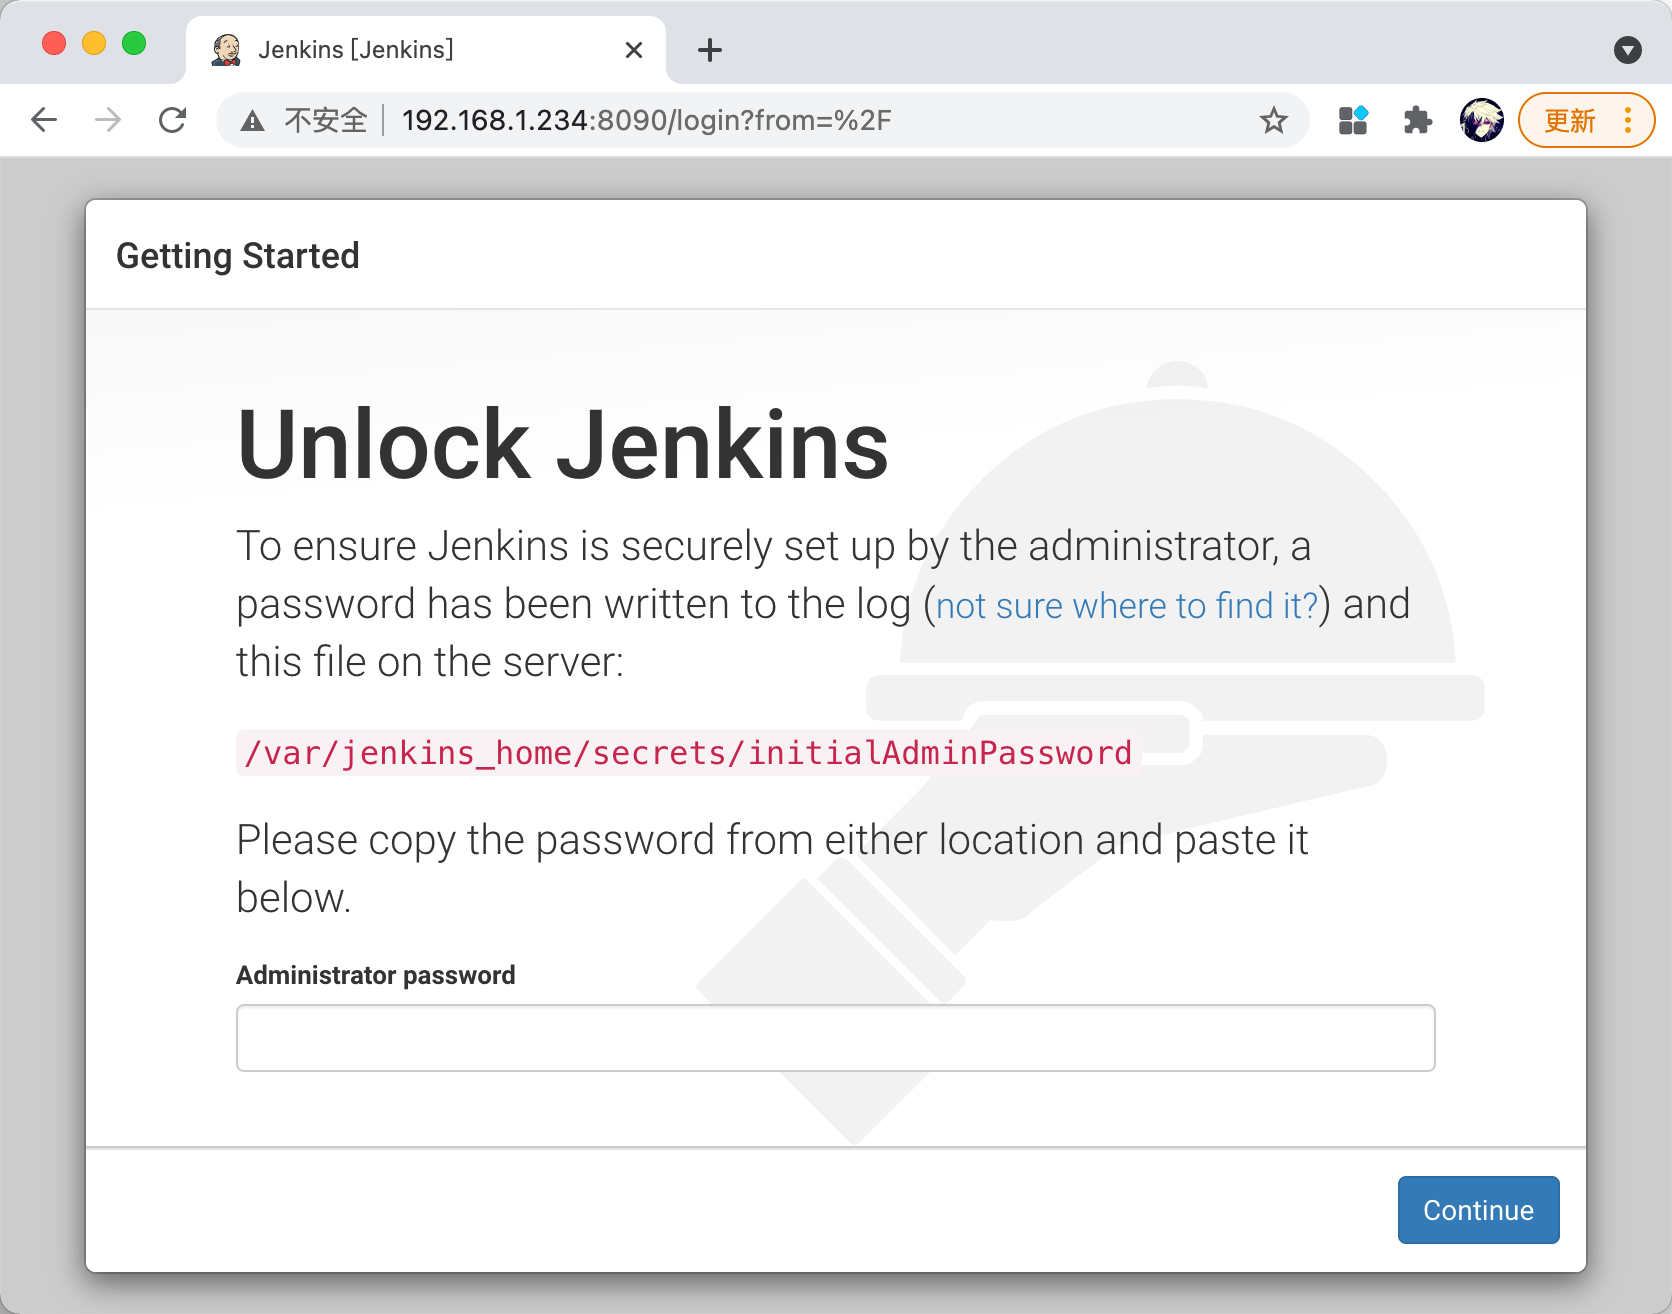 Jenkins [Jenkins]
不安全 192.168.1.234:8090/login?from=%2F
更新
Getting Started
Unlock Jenkins
To ensure Jenkins is securely set up by the administrator, a
password has been written to the log (not sure where to find it?) and
this file on the server:
/var/jenkins_home/secrets/initialAdminPassword
Please copy the password from either location and paste it
below.
Administrator password
Continue